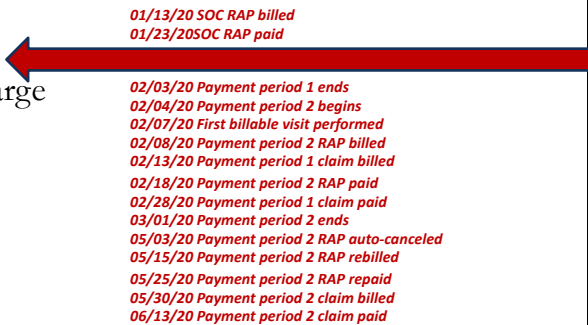 01/13/20 SOC RAP billed
01/23/20SOC RAP paid
02/03/20 Payment period 1 ends
02/04/20 Payment period 2 begins
02/07/20 First billable visit performed
02/08/20 Payment period 2 RAP billed
02/13/20 Payment period 1 claim billed
02/18/20 Payment period 2 RAP paid
02/28/20 Payment period 1 claim paid
03/01/20 Payment period 2 ends
05/03/20 Payment period 2 RAP auto-canceled
05/15/20 Payment period 2 RAP rebilled
05/25/20 Payment period 2 RAP repaid
05/30/20 Payment period 2 claim billed
06/13/20 Payment period 2 claim paid